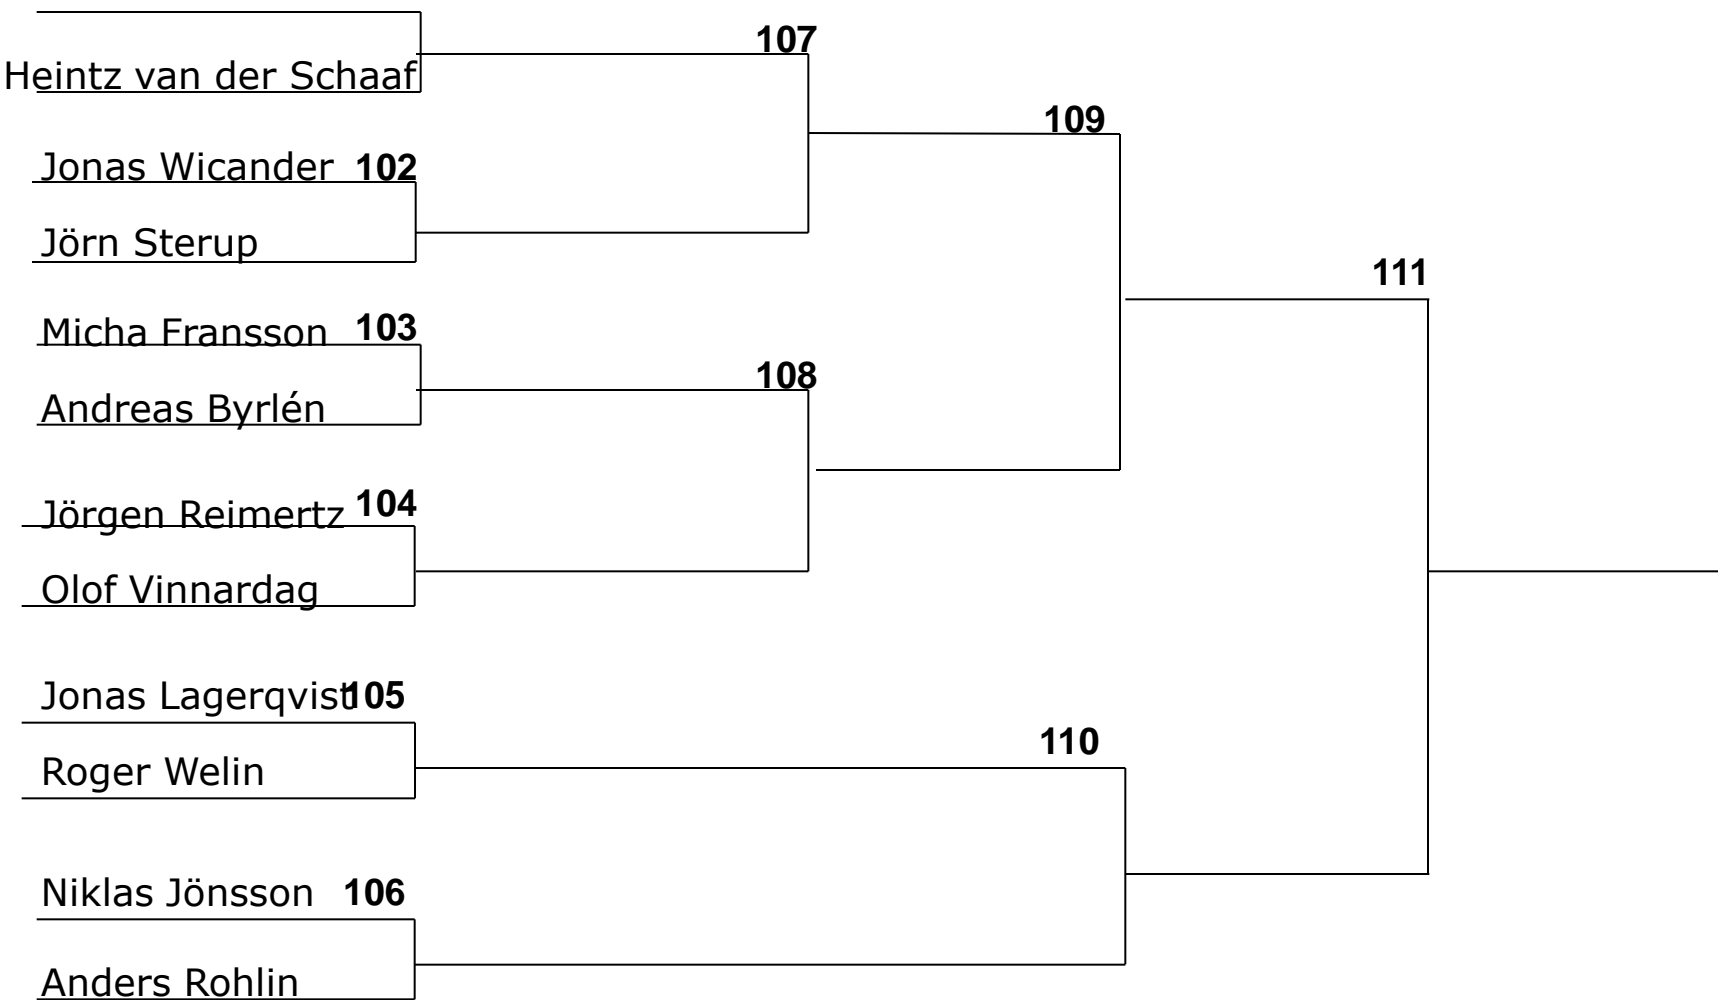 107
Heintz van der Schaaf
109
Jonas Wicander 102
Jörn Sterup
111
Micha Fransson 103
108
Andreas Byrlén
Jörgen Reimertz 104
Olof Vinnardag
Jonas Lagerqvist 105
110
Roger Welin
Niklas Jönsson 106
Anders Rohlin